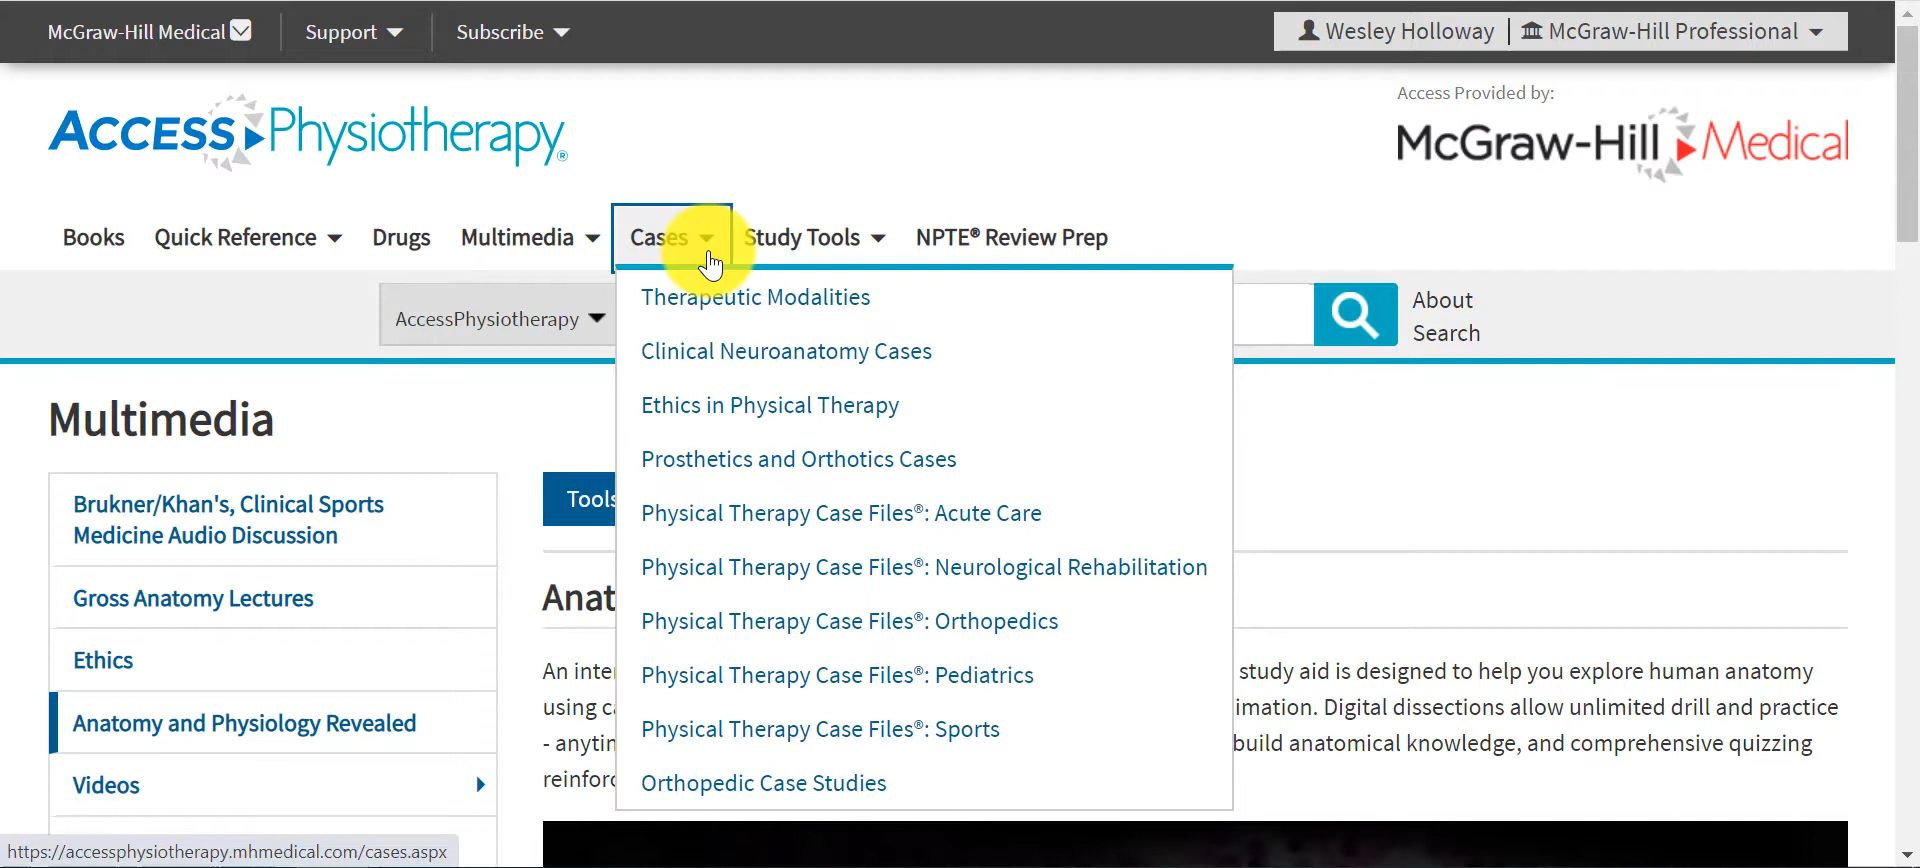 McGraw-Hill Medical
Support
Subscribe
Wesley Holloway
McGraw-Hill Professional
ACCESS Physiotherapy®
Access Provided by:
McGraw-Hill Medical
Books
Quick Reference
Drugs
Multimedia
Cases
Study Tools
NPTE® Review Prep
AccessPhysiotherapy
About
Search
Therapeutic Modalities
Clinical Neuroanatomy Cases
Ethics in Physical Therapy
Prosthetics and Orthotics Cases
Physical Therapy Case Files®: Acute Care
Physical Therapy Case Files®: Neurological Rehabilitation
Physical Therapy Case Files®: Orthopedics
Physical Therapy Case Files®: Pediatrics
Physical Therapy Case Files®: Sports
Orthopedic Case Studies
Multimedia
Brukner/Khan's, Clinical Sports
Medicine Audio Discussion
Gross Anatomy Lectures
Ethics
Anatomy and Physiology Revealed
Videos
Tools
Anat
An inte study aid is designed to help you explore human anatomy
using c imation. Digital dissections allow unlimited drill and practice
- anytin build anatomical knowledge, and comprehensive quizzing
reinfor
https://accessphysiotherapy.mhmedical.com/cases.aspx